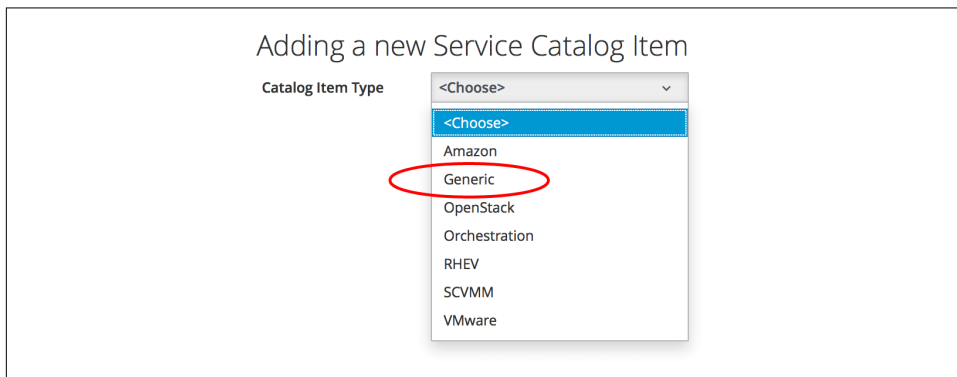 Adding a new Service Catalog Item
Catalog Item Type <Choose>
<Choose>
Amazon
Generic
OpenStack
Orchestration
RHEV
SCVMM
VMware